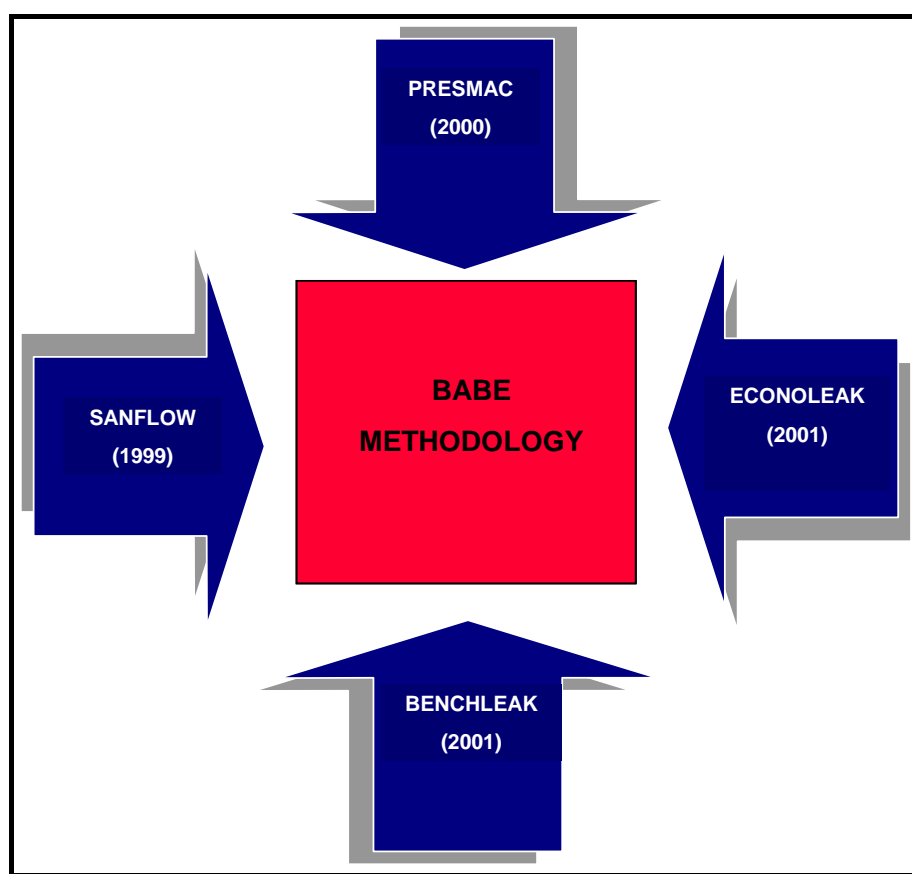 PRESMAC
(2000)
SANFLOW
(1999)
BABE
METHODOLOGY
ECONOLEAK
(2001)
BENCHLEAK
(2001)